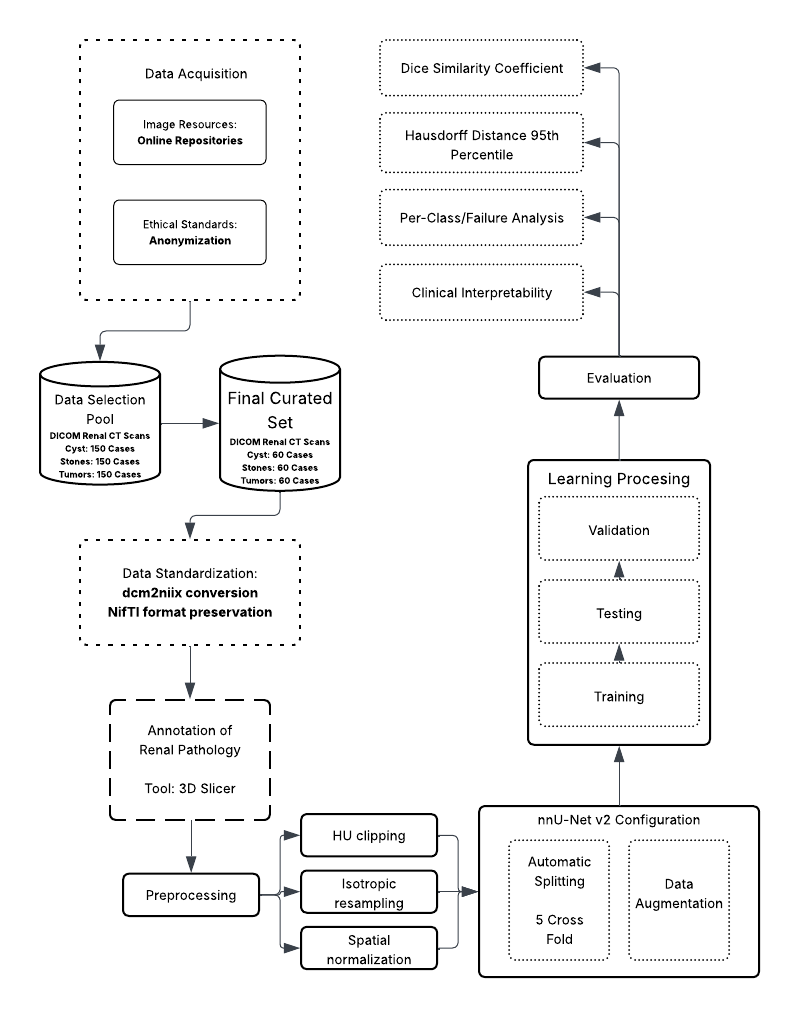 Data Acquisition
Image Resources:
Online Repositories
Ethical Standards:
Anonymization
Data Selection
Pool
DICOM Renal CT Scans
Cyst: 150 Cases
Stones: 150 Cases
Tumors: 150 Cases
Final Curated
Set
DICOM Renal CT Scans
Cyst: 60 Cases
Stones: 60 Cases
Tumors: 60 Cases
Data Standardization:
dcm2niix conversion
NifTI format preservation
Annotation of
Renal Pathology
Tool: 3D Slicer
Preprocessing
HU clipping
Isotropic
resampling
Spatial
normalization
nnU-Net v2 Configuration
Automatic
Splitting
5 Cross
Fold
Data
Augmentation
Learning Procesing
Validation
Testing
Training
Evaluation
Dice Similarity Coefficient
Hausdorff Distance 95th
Percentile
Per-Class/Failure Analysis
Clinical Interpretability